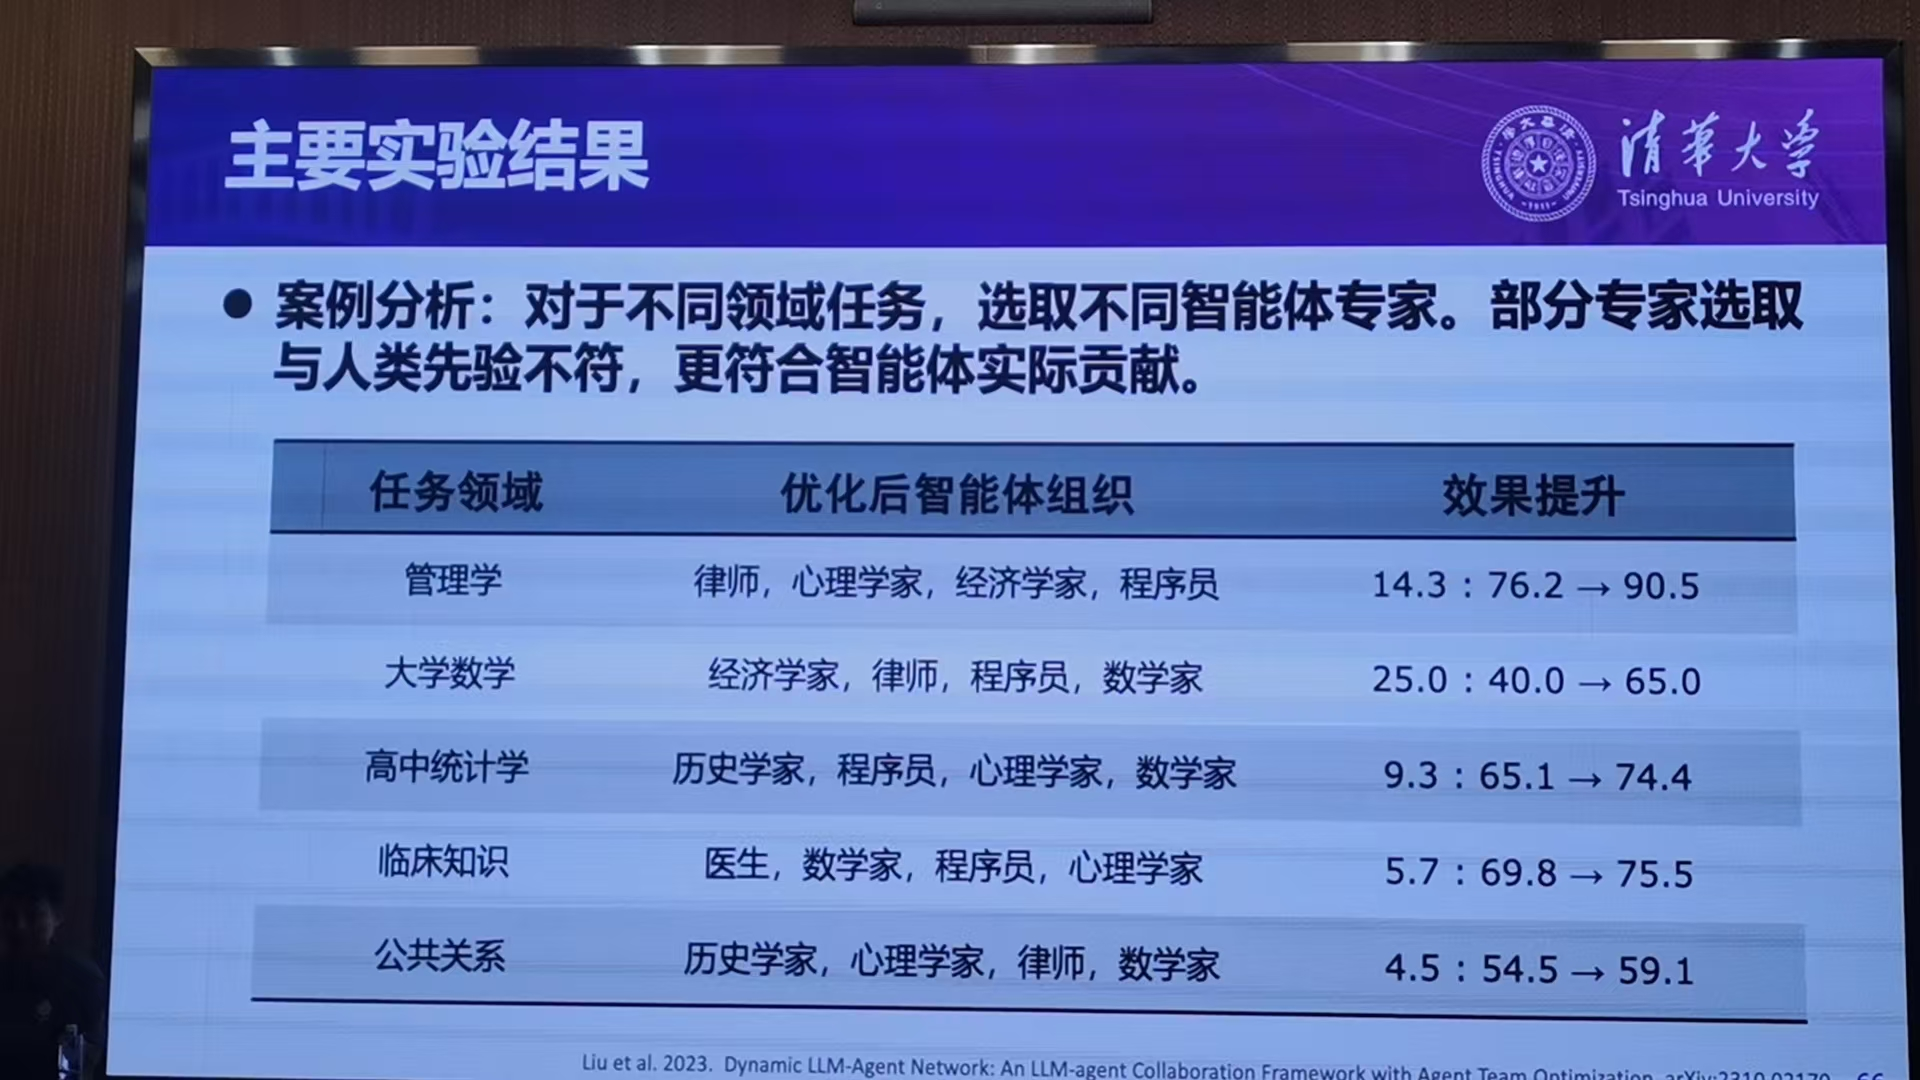 主要实验结果
清华大学
Tsinghua University
● 案例分析：对于不同领域任务，选取不同智能体专家。部分专家选取
与人类先验不符，更符合智能体实际贡献。
任务领域 优化后智能体组织 效果提升
管理学 律师，心理学家，经济学家，程序员 14.3 : 76.2 → 90.5
大学数学 经济学家，律师，程序员，数学家 25.0 : 40.0 → 65.0
高中统计学 历史学家，程序员，心理学家，数学家 9.3 : 65.1 → 74.4
临床知识 医生，数学家，程序员，心理学家 5.7 : 69.8 → 75.5
公共关系 历史学家，心理学家，律师，数学家 4.5 : 54.5 → 59.1
Liu et al. 2023. Dynamic LLM-Agent Network: An LLM-agent Collaboration Framework with Agent Team Optimization.